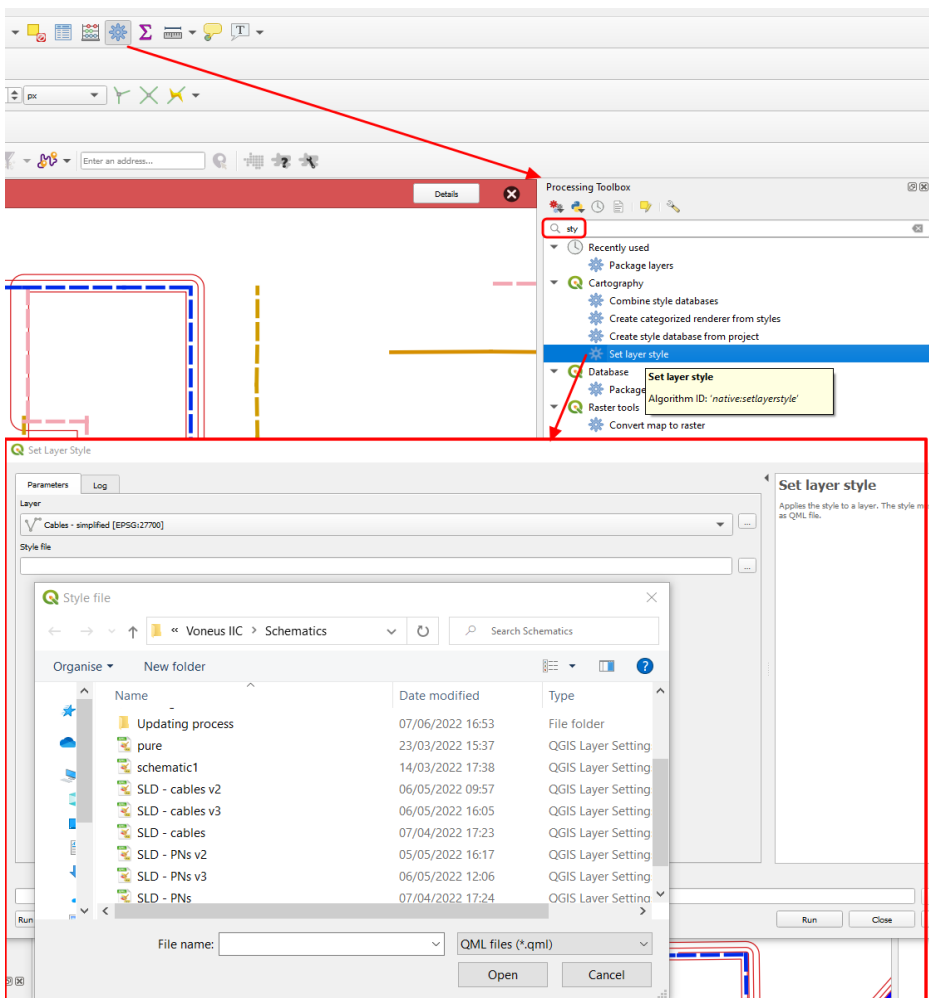 T
px
Enter an address...
?
Details
Processing Toolbox
sty
Recently used
Package layers
Cartography
Combine style databases
Create categorized renderer from styles
Create style database from project
Set layer style
Database
Package
Raster tools
Convert map to raster
Set layer style
Algorithm ID: 'native:setlayerstyle'
Set Layer Style
Parameters Log
Layer
Cables - simplified [EPSG:27700]
...
Style file
...
Set layer style
Applies the style to a layer. The style m
as QML file.
Style file
« Voneus IIC > Schematics
Search Schematics
Organise New folder
?
Name Date modified Type
Updating process 07/06/2022 16:53 File folder
pure 23/03/2022 15:37 QGIS Layer Setting
schematic1 14/03/2022 17:38 QGIS Layer Setting
SLD - cables v2 06/05/2022 09:57 QGIS Layer Setting
SLD - cables v3 06/05/2022 16:05 QGIS Layer Setting
SLD - cables 07/04/2022 17:23 QGIS Layer Setting
SLD - PNs v2 05/05/2022 16:17 QGIS Layer Setting
SLD - PNs v3 06/05/2022 12:06 QGIS Layer Setting
SLD - PNs 07/04/2022 17:24 QGIS Layer Setting
Run
Run Close
File name: QML files (*.qml)
Open Cancel